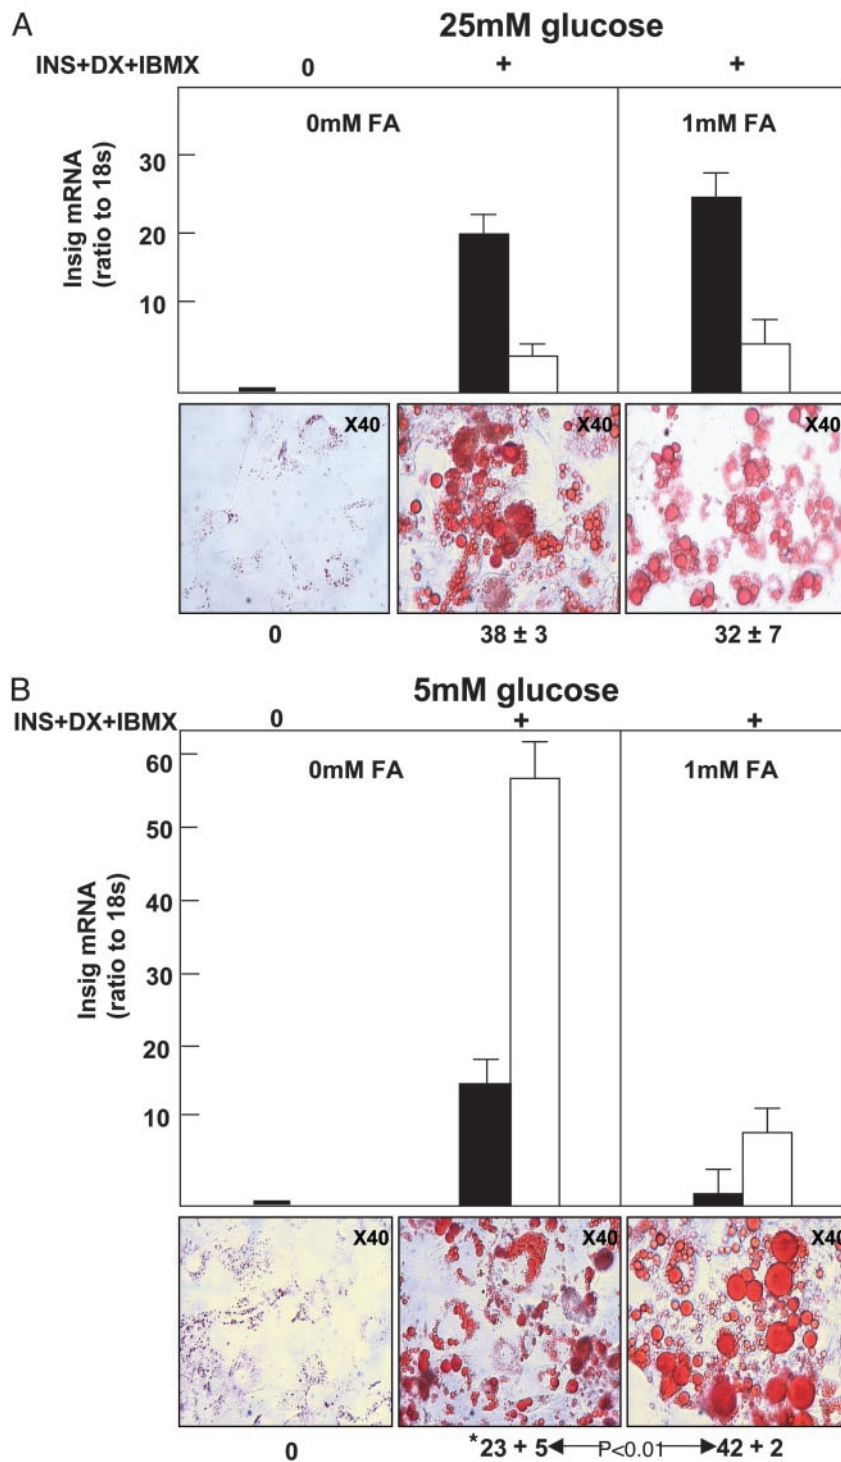 A
25mM glucose
INS+DX+IBMX 0 + +
0mM FA 1mM FA
Insig mRNA
(ratio to 18s)
30
20
10
X40 X40 X40
0 38 ± 3 32 ± 7
B
5mM glucose
INS+DX+IBMX 0 + +
0mM FA 1mM FA
Insig mRNA
(ratio to 18s)
60
50
40
30
20
10
X40 X40 X40
0 *23 + 5 P<0.01 42 + 2